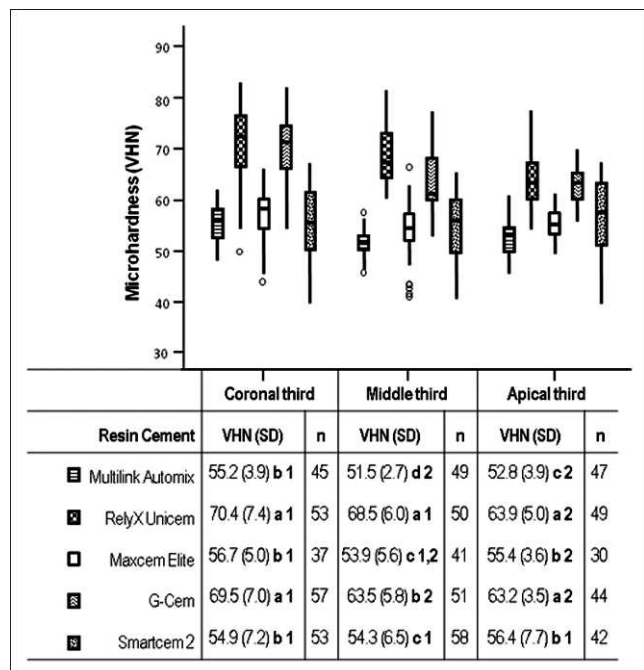 Microhardness (VHN)
90
80
70
60
50
40
30
Coronal third Middle third Apical third
Resin Cement VHN (SD) n VHN (SD) n VHN (SD) n
Multilink Automix 55.2 (3.9) b 1 45 51.5 (2.7) d 2 49 52.8 (3.9) c 2 47
RelyX Unicem 70.4 (7.4) a 1 53 68.5 (6.0) a 1 50 63.9 (5.0) a 2 49
Maxcem Elite 56.7 (5.0) b 1 37 53.9 (5.6) c 1,2 41 55.4 (3.6) b 2 30
G-Cem 69.5 (7.0) a 1 57 63.5 (5.8) b 2 51 63.2 (3.5) a 2 44
Smartcem 2 54.9 (7.2) b 1 53 54.3 (6.5) c 1 58 56.4 (7.7) b 1 42